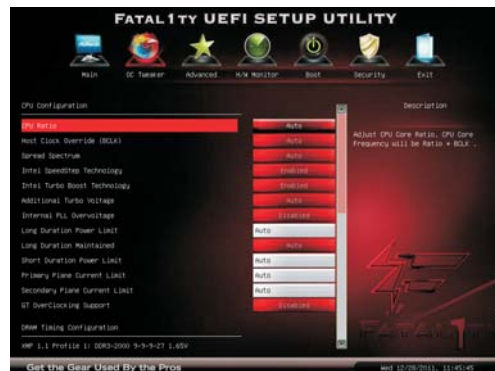 FATAL1TY UEFI SETUP UTILITY
Main OC Tweaker Advanced H/W Monitor Boot Security Exit
CPU Configuration
Description
CPU Ratio Auto
Adjust CPU Core Ratio, CPU Core
Frequency will be Ratio * BCLK .
Host Clock Override (BCLK) Auto
Spread Spectrum Auto
Intel SpeedStep Technology Enabled
Intel Turbo Boost Technology Enabled
Additional Turbo Voltage Auto
Internal PLL Overvoltage Disabled
Long Duration Power Limit Auto
Long Duration Maintained Auto
Short Duration Power Limit Auto
Primary Plane Current Limit Auto
Secondary Plane Current Limit Auto
GT OverClocking Support Disabled
DRAM Timing Configuration
XMP 1.1 Profile 1: DDR3-2000 9-9-9-27 1.65V
FATAL1TY
Get the Gear Used By the Pros
Wed 12/28/2011, 11:45:45